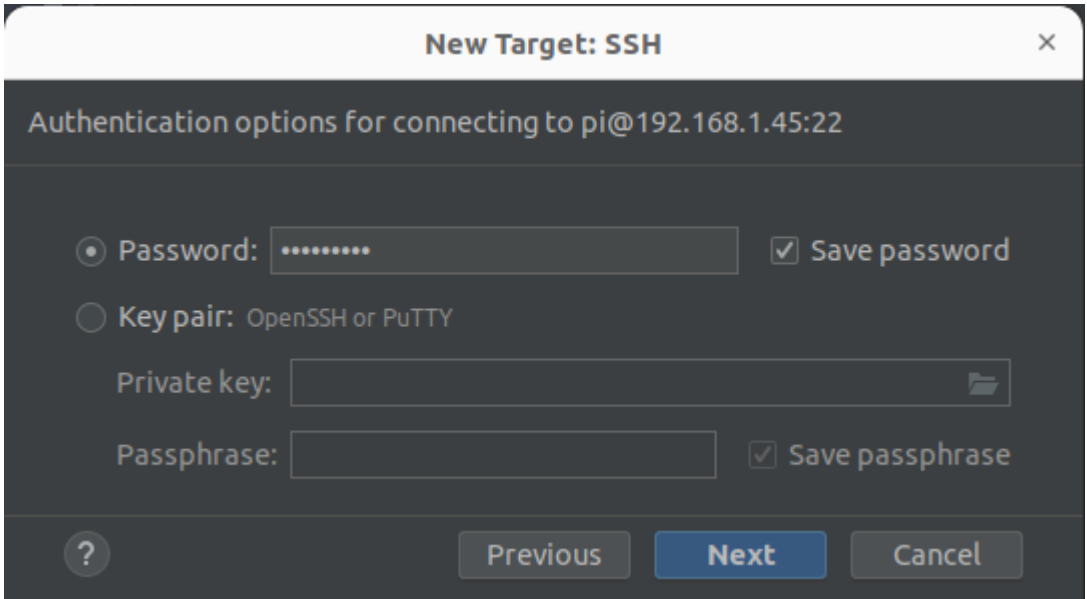 New Target: SSH
Authentication options for connecting to pi@192.168.1.45:22
Password: ••••••••• Save password
Key pair: OpenSSH or PuTTY
Private key:
Passphrase: Save passphrase
? Previous Next Cancel